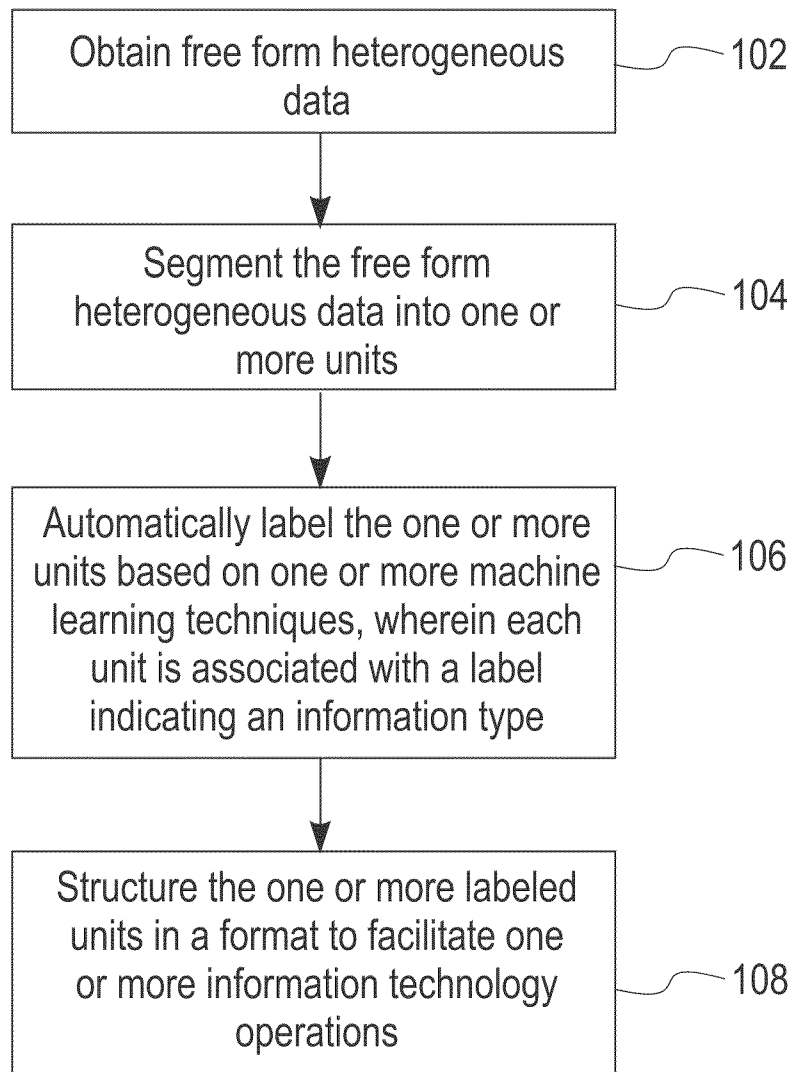 Obtain free form heterogeneous
data
102
Segment the free form
heterogeneous data into one or
more units
104
Automatically label the one or more
units based on one or more machine
learning techniques, wherein each
unit is associated with a label
indicating an information type
106
Structure the one or more labeled
units in a format to facilitate one
or more information technology
operations
108